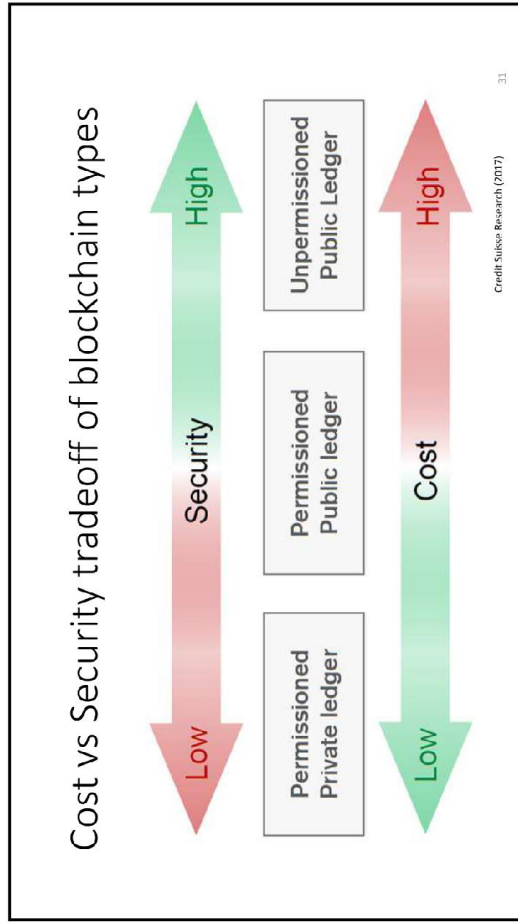 Cost vs Security tradeoff of blockchain types
Low
Security
High
Permissioned
Private ledger
Permissioned
Public ledger
Unpermissioned
Public Ledger
Low
Cost
High
Credit Suisse Research (2017)
31